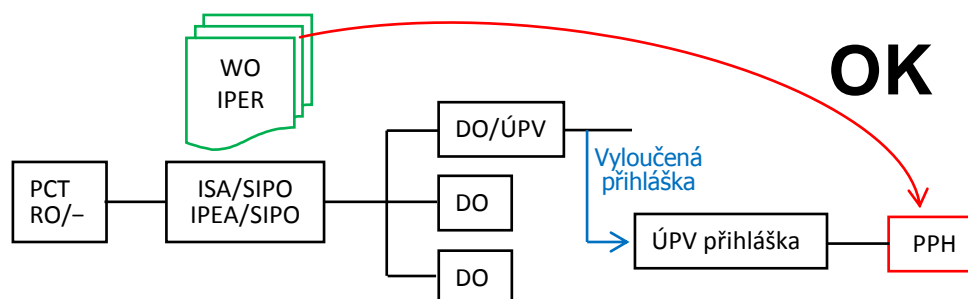 WO
IPER
OK
DO/ÚPV
Vyloučená
přihláška
PCT
RO/–
ISA/SIPO
IPEA/SIPO
DO
ÚPV přihláška
PPH
DO